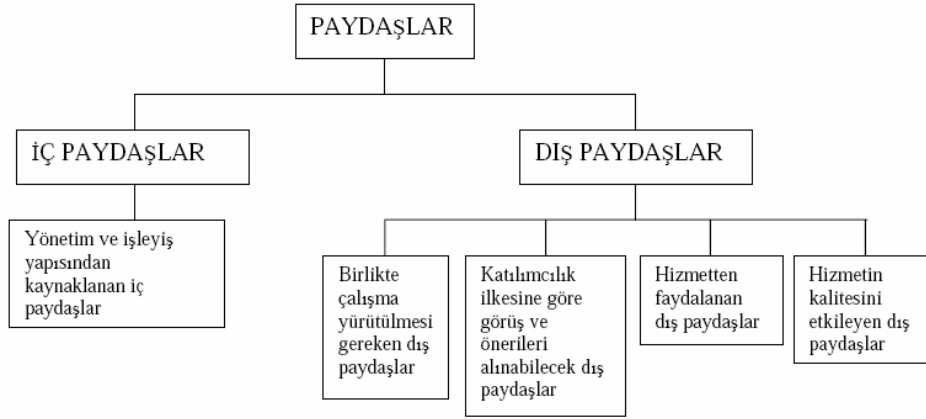 PAYDAŞLAR
İÇ PAYDAŞLAR
DIŞ PAYDAŞLAR
Yönetim ve işleyiş
yapısından
kaynaklanan iç
paydaşlar
Birlikte
çalışma
yürütülmesi
gereken dış
paydaşlar
Katılımcılık
ilkesine göre
görüş ve
önerileri
alınabilecek dış
paydaşlar
Hizmetten
faydalanan
dış paydaşlar
Hizmetin
kalitesini
etkileyen dış
paydaşlar